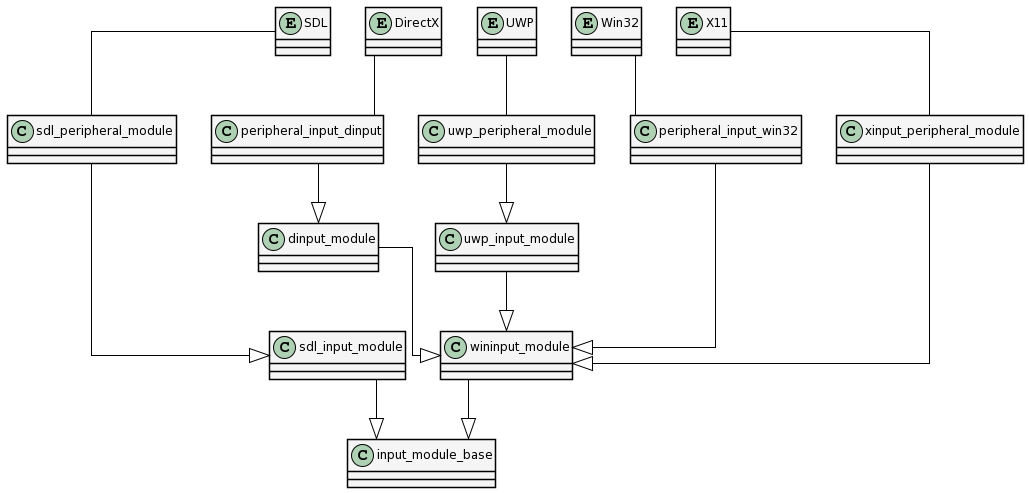 E SDL
E DirectX
E UWP
E Win32
E X11
C sdl_peripheral_module
C peripheral_input_dinput
C uwp_peripheral_module
C peripheral_input_win32
C xinput_peripheral_module
C dinput_module
C uwp_input_module
C sdl_input_module
C wininput_module
C input_module_base